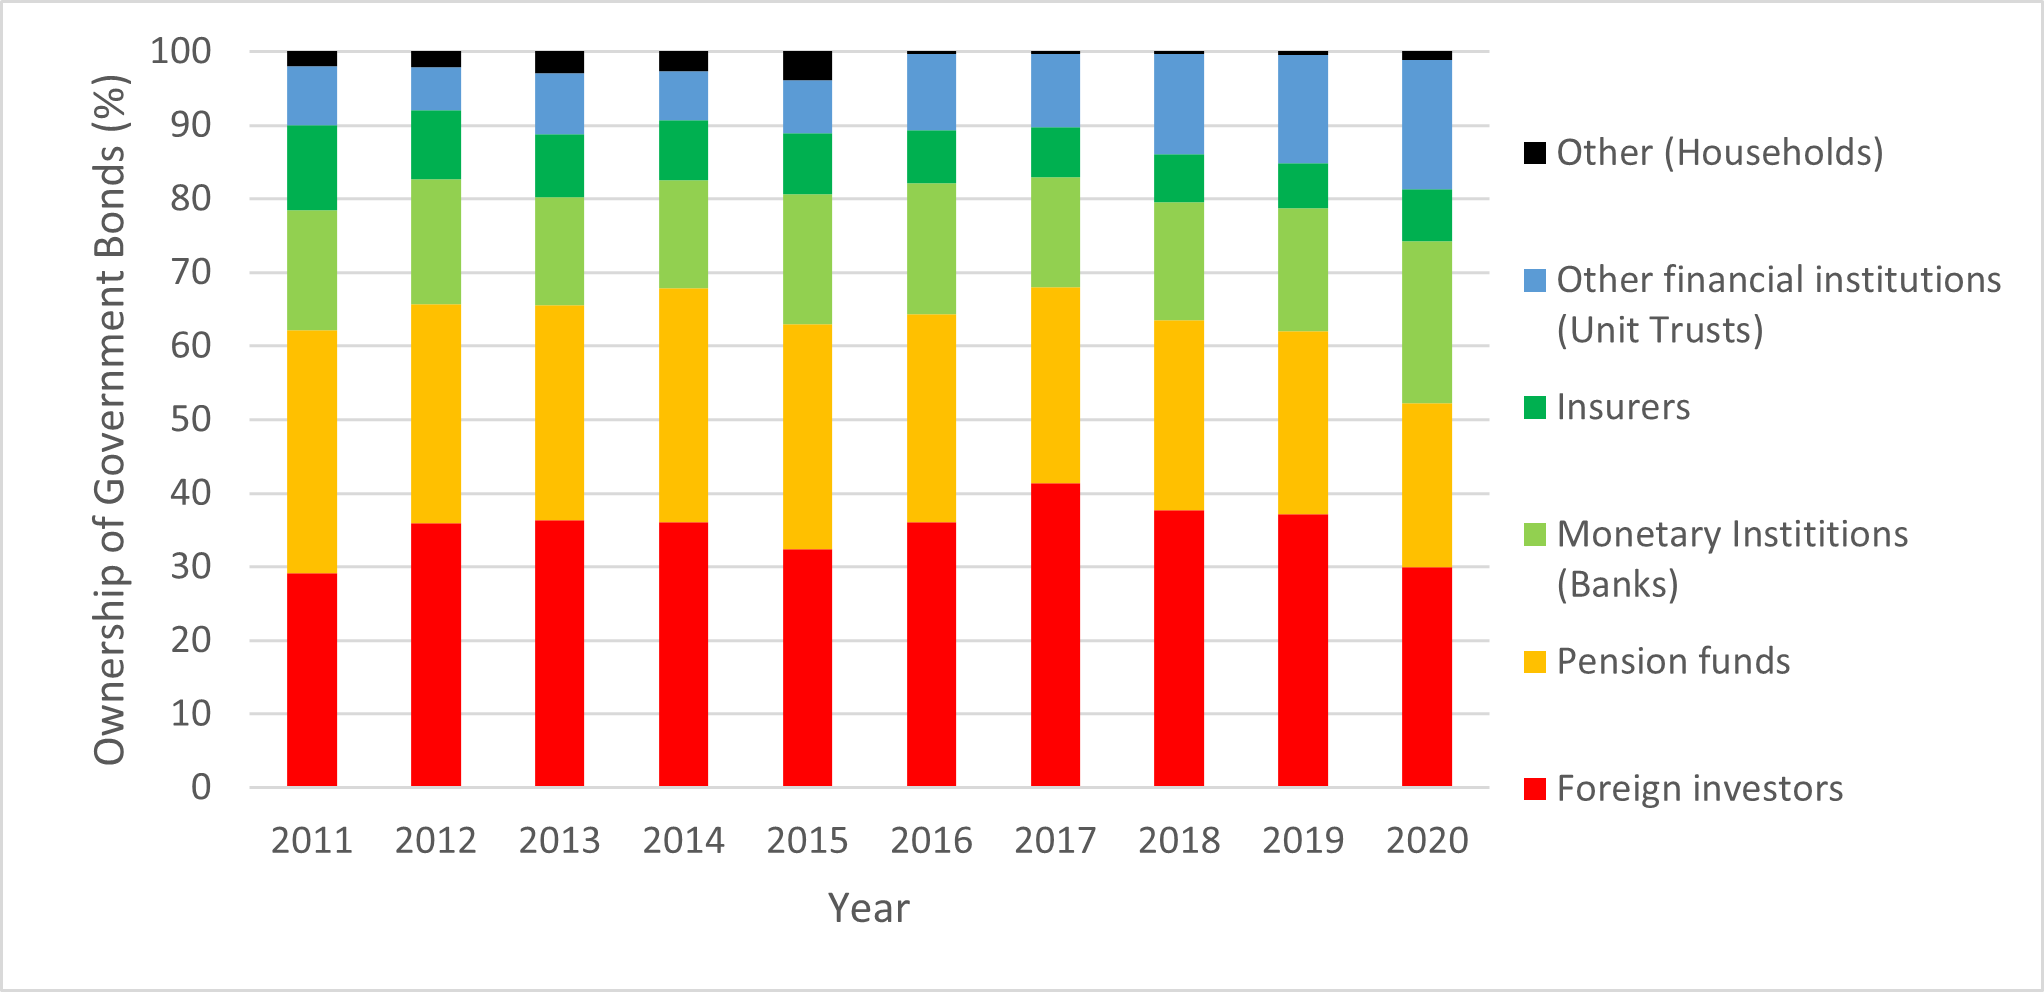 Ownership of Government Bonds (%)
100
90
80
70
60
50
40
30
20
10
0
2011 2012 2013 2014 2015 2016 2017 2018 2019 2020
Year
Other (Households)
Other financial institutions
(Unit Trusts)
Insurers
Monetary Instititions
(Banks)
Pension funds
Foreign investors